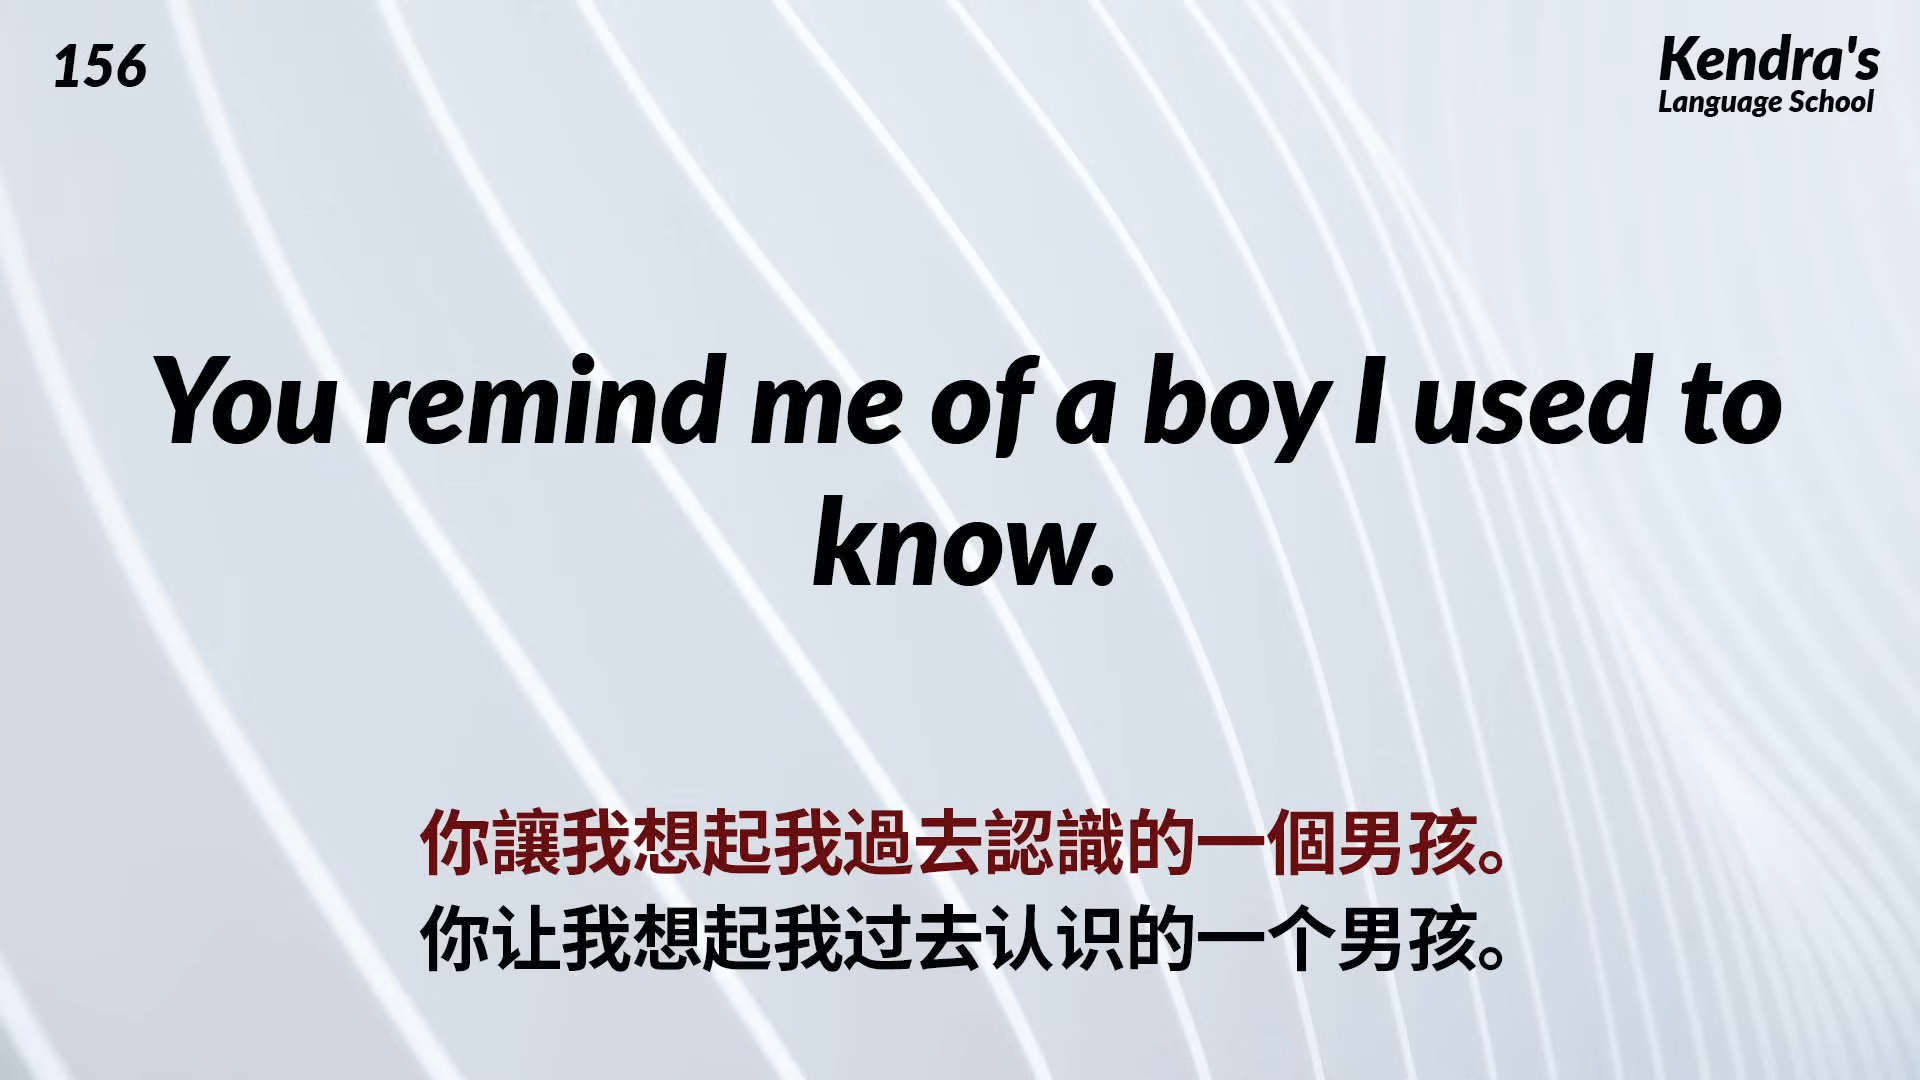 156
Kendra's
Language School
You remind me of a boy I used to
know.
你讓我想起我過去認識的一個男孩。
你让我想起我过去认识的一个男孩。